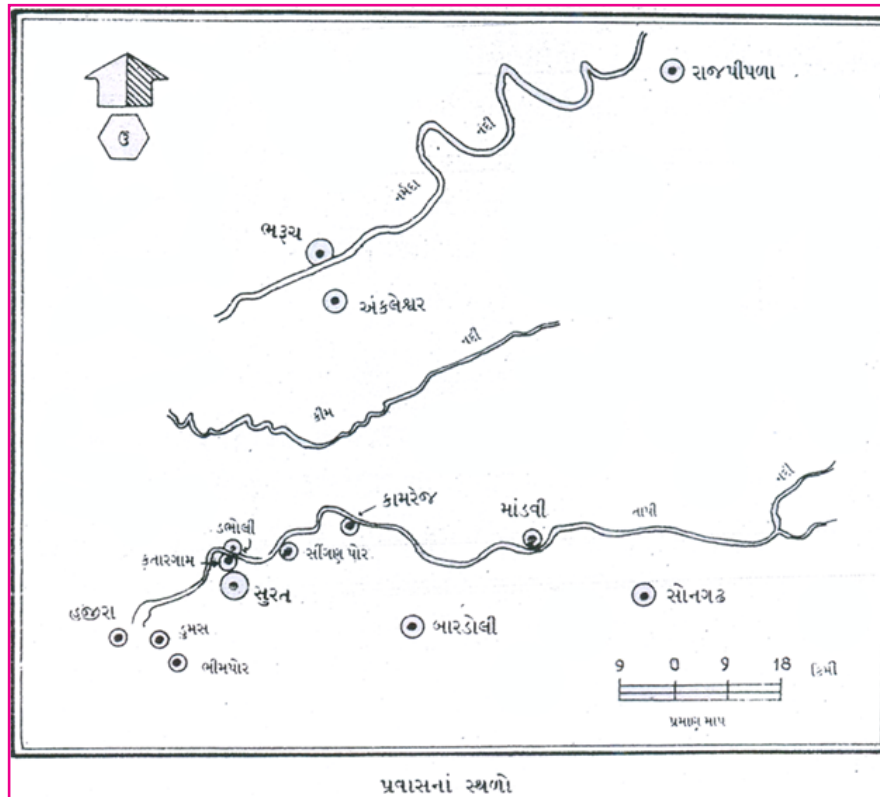 ઉ
રાજપીપળા
નદી
નર્મદા
ભરૂચ
અંકલેશ્વર
નદી
કીમ
નદી
કામરેજ
માંડવી
તાપી
ડભોલી
સીંગણ પોર
કતારગામ
સુરત
સોનગઢ
હજીરા
ડુમસ
બારડોલી
ભીમપોર
9 0 9 18 કિમી
પ્રમાણ માપ
પ્રવાસનાં સ્થળો